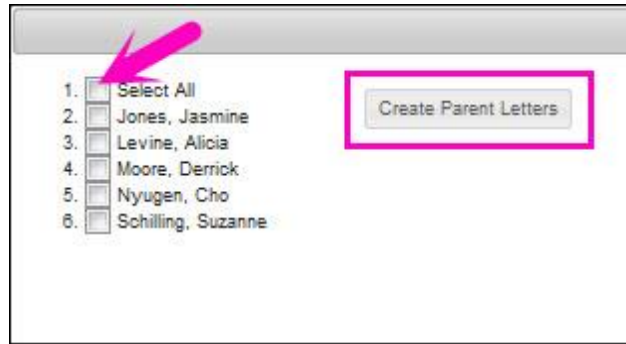 1. Select All
2. Jones, Jasmine
3. Levine, Alicia
4. Moore, Derrick
5. Nyugen, Cho
6. Schilling, Suzanne
Create Parent Letters